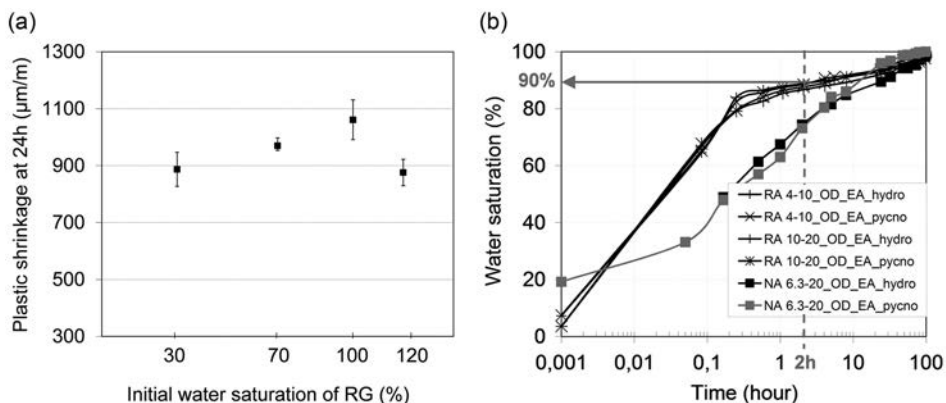 (a)
Plastic shrinkage at 24h (µm/m)
1300
1100
900
700
500
300
30
70
100
120
Initial water saturation of RG (%)
(b)
Water saturation (%)
100
90%
80
60
40
20
0
RA 4-10_OD_EA_hydro
RA 4-10_OD_EA_pycno
RA 10-20_OD_EA_hydro
RA 10-20_OD_EA_pycno
NA 6.3-20_OD_EA_hydro
NA 6.3-20_OD_EA_pycno
0,001
0,01
0,1
1
2h
10
100
Time (hour)